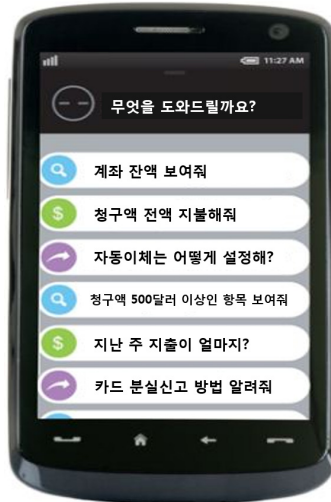 11:27 AM
무엇을 도와드릴까요?
계좌 잔액 보여줘
$ 청구액 전액 지불해줘
자동이체는 어떻게 설정해?
청구액 500달러 이상인 항목 보여줘
$ 지난 주 지출이 얼마지?
카드 분실신고 방법 알려줘